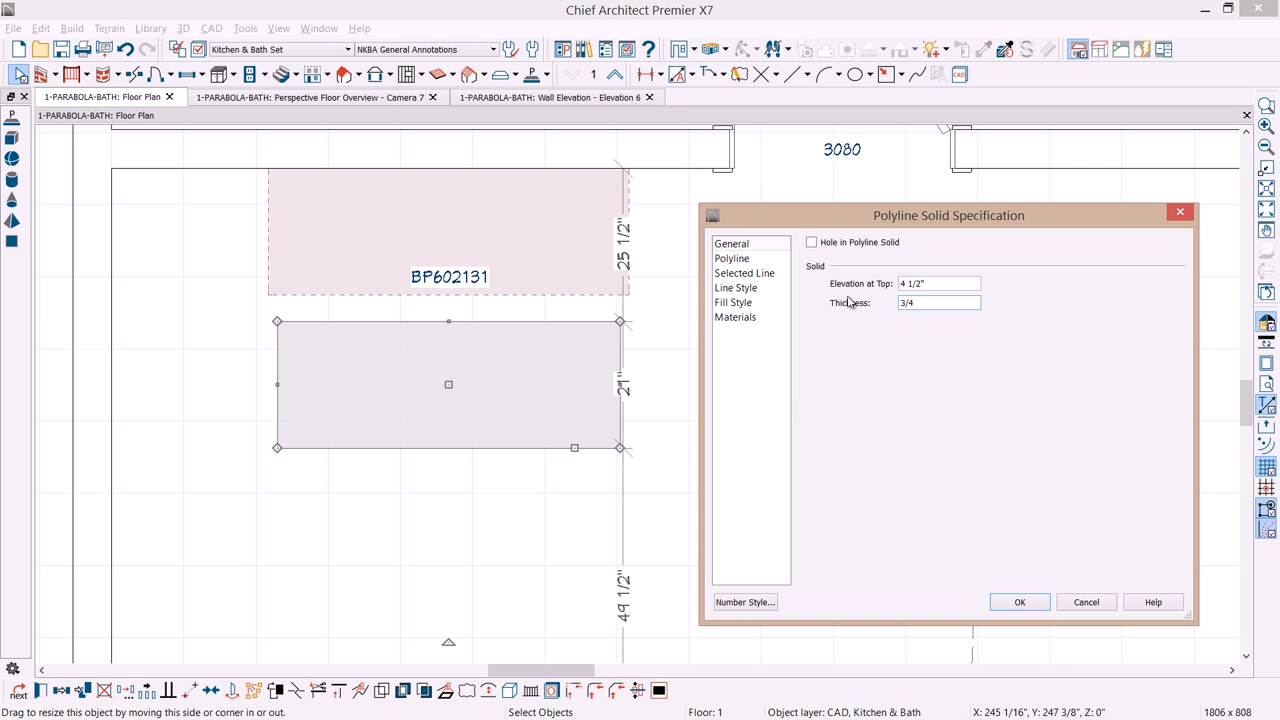 Chief Architect Premier X7
File Edit Build Terrain Library 3D CAD Tools Seek Views Window Help
Kitchen & Bath Set
NKBA General Annotations
1
1-PARABOLA-BATH: Floor Plan
1-PARABOLA-BATH: Perspective Floor Overview - Camera 7
1-PARABOLA-BATH: Wall Elevation - Elevation 6
1-PARABOLA-BATH: Floor Plan
3080
25 1/2"
BP602131
21"
49 1/2"
Polyline Solid Specification
General
Polyline
Selected Line
Line Style
Fill Style
Materials
Hole in Polyline Solid
Solid
Elevation at Top: 4 1/2"
Thickness: 3/4
Number Style...
OK
Cancel
Help
next
Drag to resize this object by moving this side or corner in or out.
Select Objects
Floor: 1
Object layer: CAD, Kitchen & Bath
X: 245 1/16", Y: 247 3/8", Z: 0"
1806 x 808